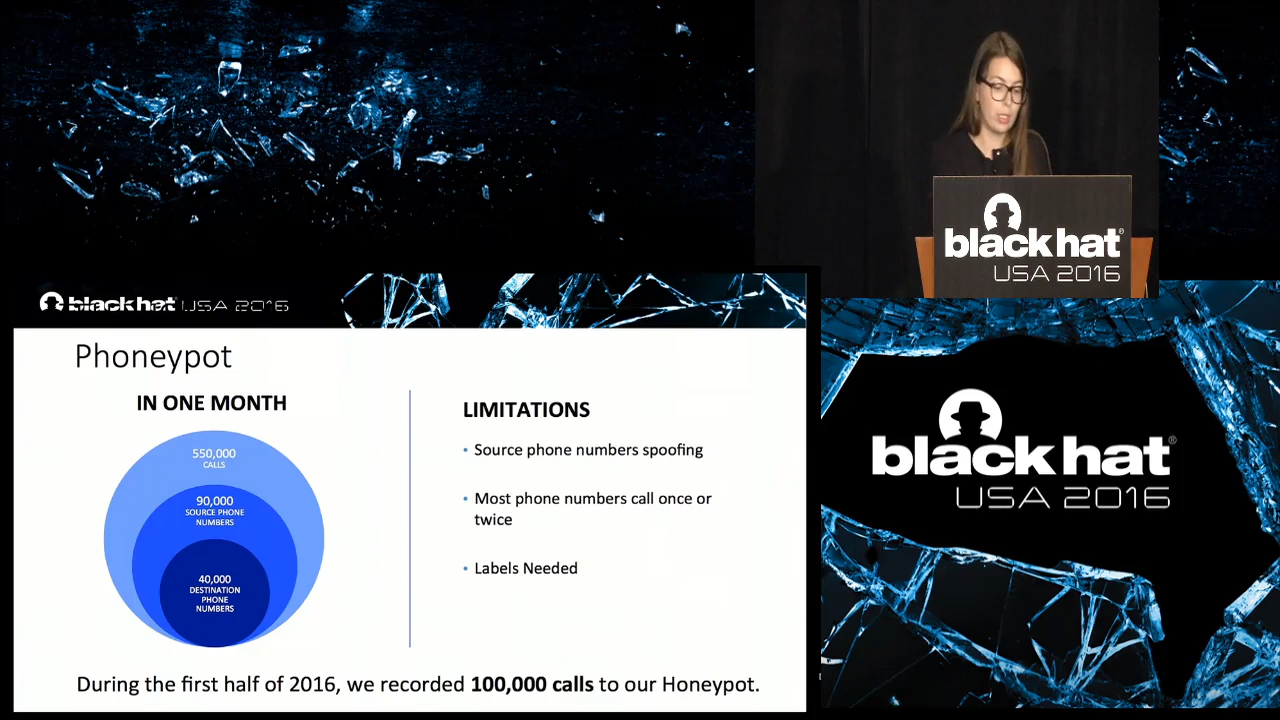 black hat
USA 2016
black hat USA 2016
Phoneypot
IN ONE MONTH
550,000
CALLS
90,000
SOURCE PHONE
NUMBERS
40,000
DESTINATION
PHONE
NUMBERS
LIMITATIONS
• Source phone numbers spoofing
• Most phone numbers call once or
twice
• Labels Needed
During the first half of 2016, we recorded 100,000 calls to our Honeypot.
black hat®
USA 2016